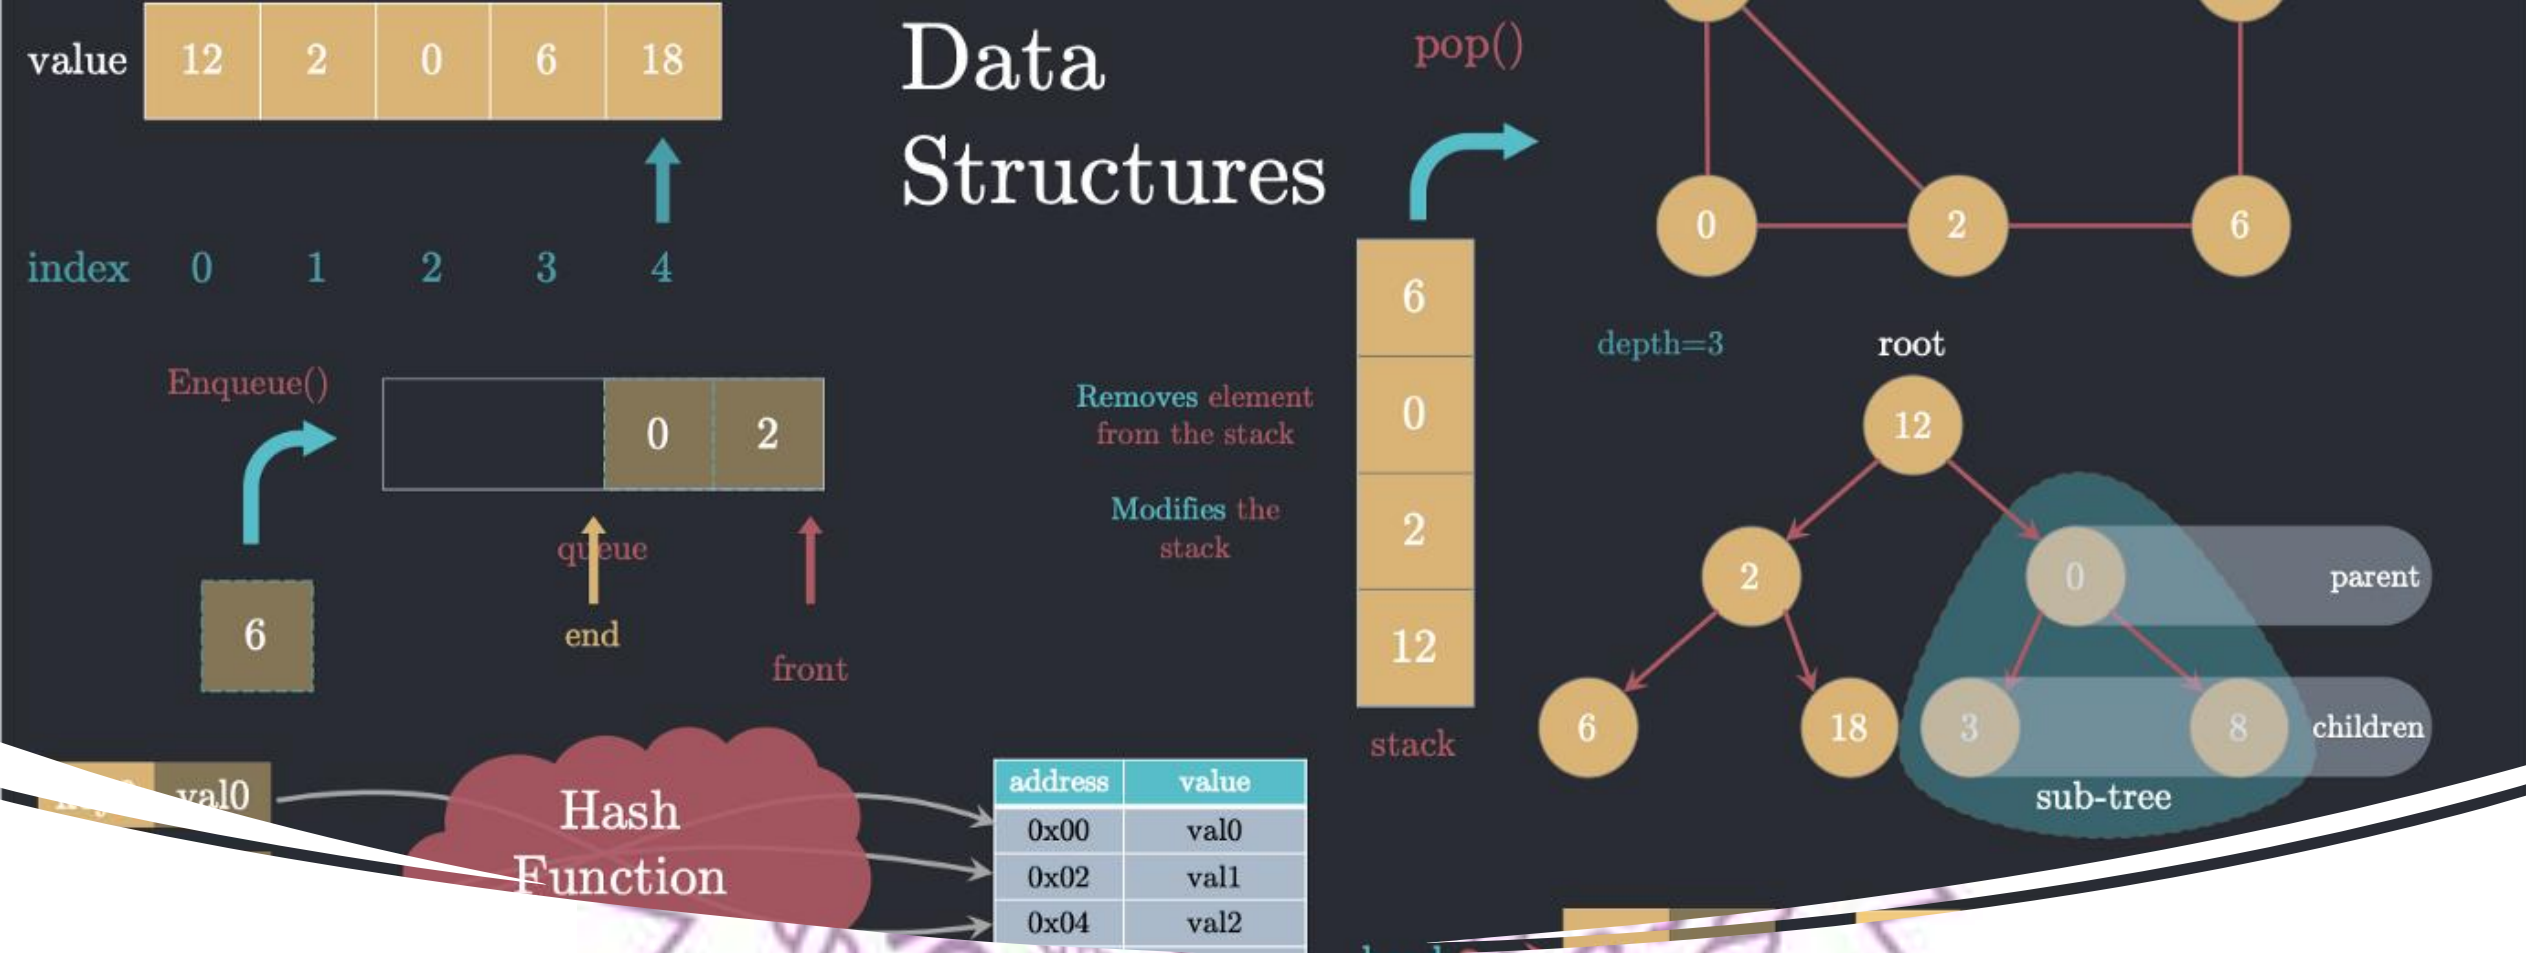 value 12 2 0 6 18
index 0 1 2 3 4
Data
Structures
pop()
0 2 6
Enqueue()
0 2
queue
end
front
6
Removes element
from the stack
Modifies the
stack
6
0
2
12
stack
depth=3
root
12
2 0 parent
6 18 3 8 children
sub-tree
val0
Hash
Function
address value
0x00 val0
0x02 val1
0x04 val2